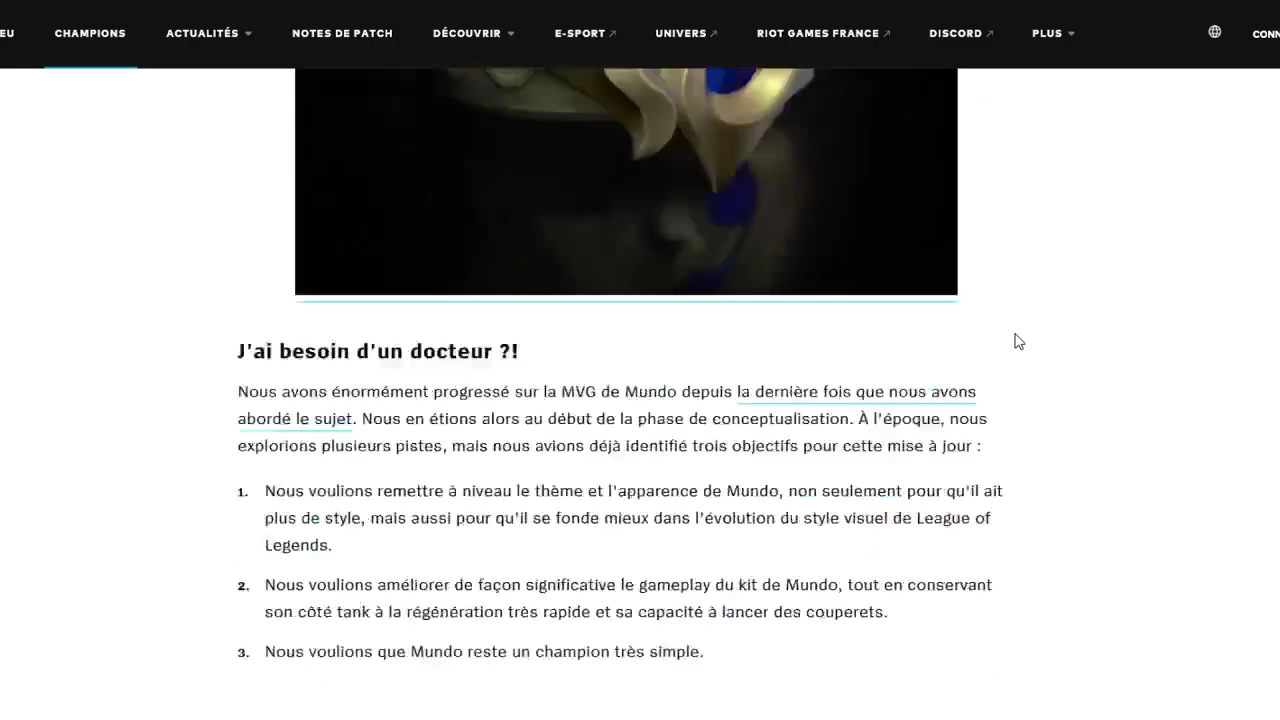 EU CHAMPIONS ACTUALITÉS NOTES DE PATCH DÉCOUVRIR E-SPORT UNIVERS RIOT GAMES FRANCE DISCORD PLUS CONN
J'ai besoin d'un docteur ?!
Nous avons énormément progressé sur la MVG de Mundo depuis la dernière fois que nous avons
abordé le sujet. Nous en étions alors au début de la phase de conceptualisation. À l'époque, nous
explorions plusieurs pistes, mais nous avions déjà identifié trois objectifs pour cette mise à jour :
1. Nous voulions remettre à niveau le thème et l'apparence de Mundo, non seulement pour qu'il ait
plus de style, mais aussi pour qu'il se fonde mieux dans l'évolution du style visuel de League of
Legends.
2. Nous voulions améliorer de façon significative le gameplay du kit de Mundo, tout en conservant
son côté tank à la régénération très rapide et sa capacité à lancer des couperets.
3. Nous voulions que Mundo reste un champion très simple.